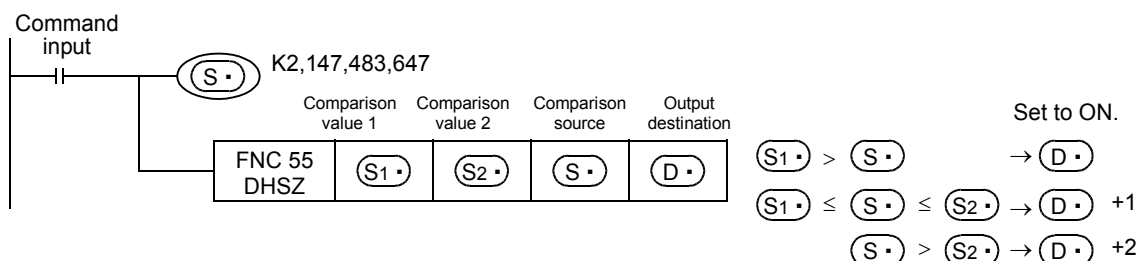 Command
input
S・ K2,147,483,647
Comparison
value 1
Comparison
value 2
Comparison
source
Output
destination
Set to ON.
FNC 55
DHSZ
S1・ S2・ S・ D・
S1・ > S・ → D・
S1・ ≤ S・ ≤ S2・ → D・ +1
S・ > S2・ → D・ +2